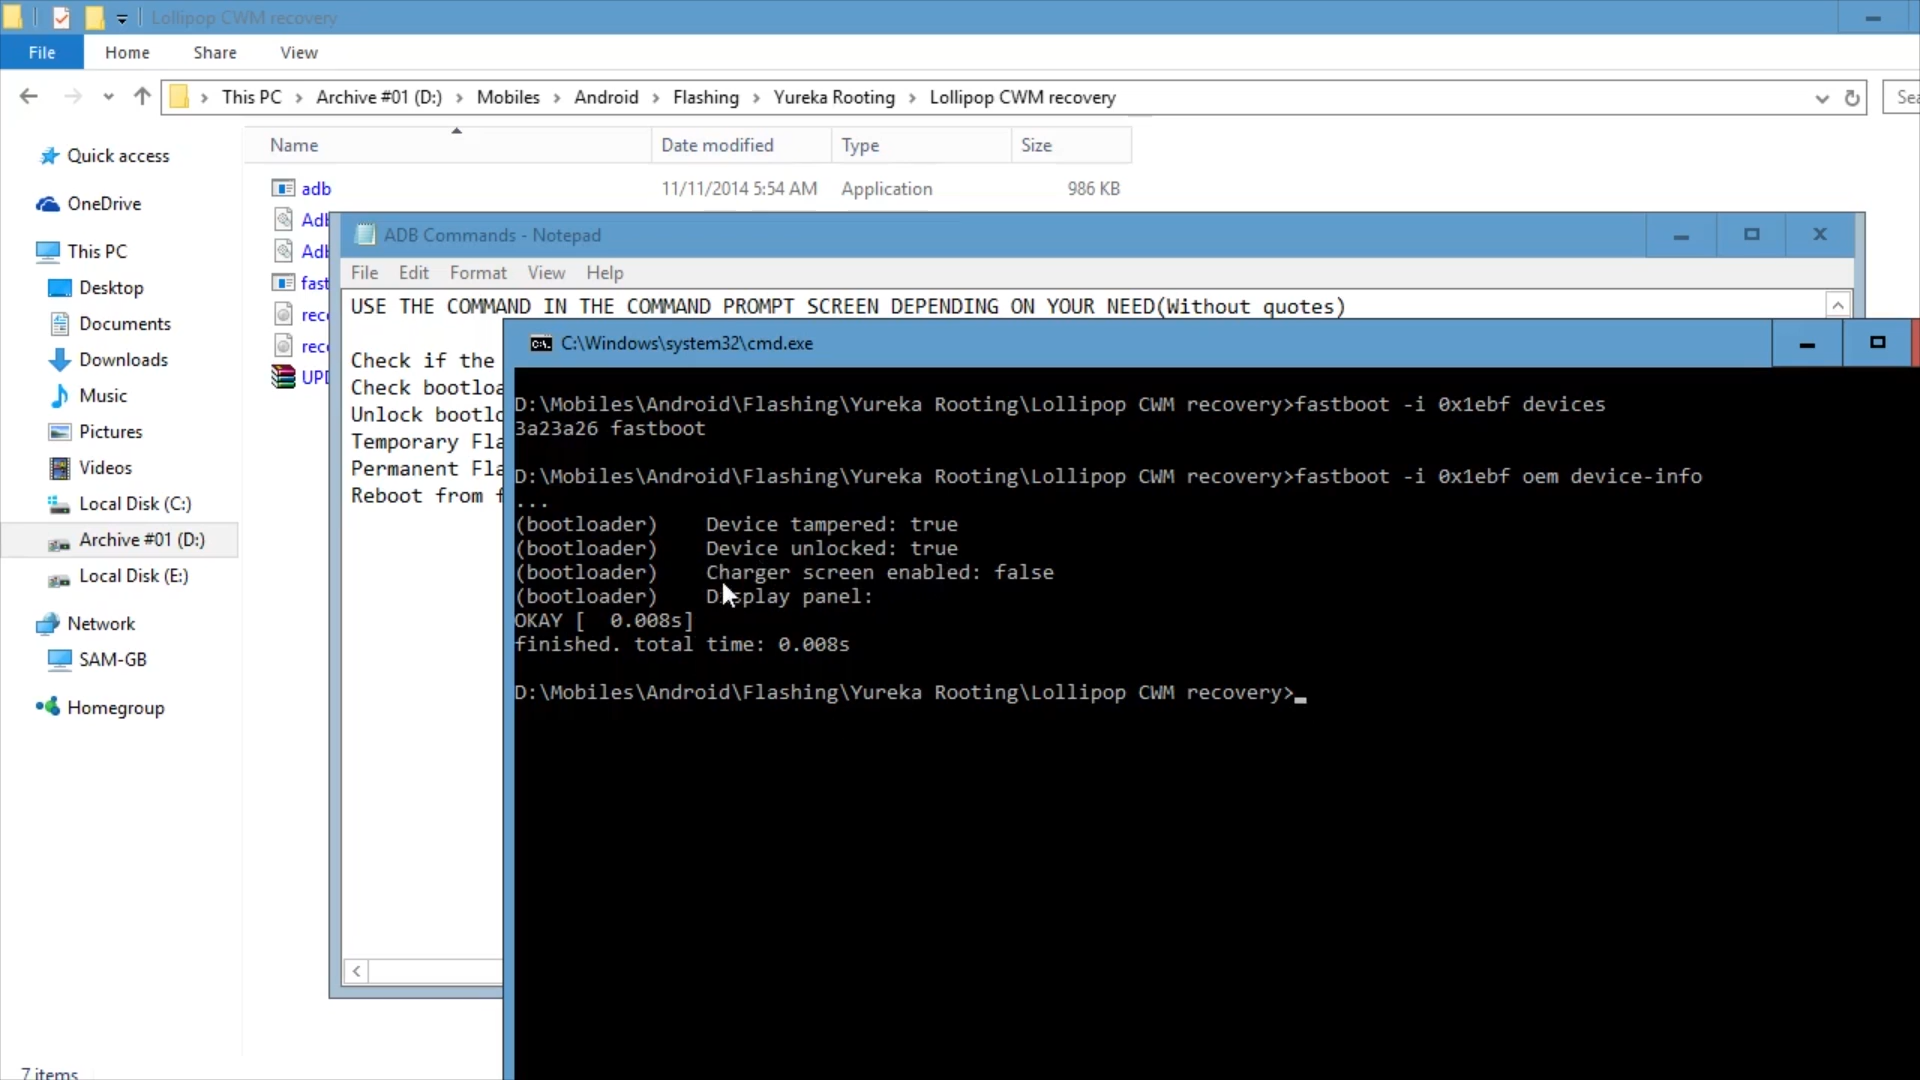 Lollipop CWM recovery
File Home Share View
This PC > Archive #01 (D:) > Mobiles > Android > Flashing > Yureka Rooting > Lollipop CWM recovery
Name Date modified Type Size
Quick access
OneDrive
This PC
Desktop
Documents
Downloads
Music
Pictures
Videos
Local Disk (C:)
Archive #01 (D:)
Local Disk (E:)
Network
SAM-GB
Homegroup
7 items
adb 11/11/2014 5:54 AM Application 986 KB
ADB Commands - Notepad
File Edit Format View Help
USE THE COMMAND IN THE COMMAND PROMPT SCREEN DEPENDING ON YOUR NEED(Without quotes)
Check if the
Check bootloa
Unlock bootlo
Temporary Fla
Permanent Fla
Reboot from f
C:\Windows\system32\cmd.exe
D:\Mobiles\Android\Flashing\Yureka Rooting\Lollipop CWM recovery>fastboot -i 0x1ebf devices
3a23a26 fastboot
D:\Mobiles\Android\Flashing\Yureka Rooting\Lollipop CWM recovery>fastboot -i 0x1ebf oem device-info
...
(bootloader) Device tampered: true
(bootloader) Device unlocked: true
(bootloader) Charger screen enabled: false
(bootloader) Display panel:
OKAY [ 0.008s]
finished. total time: 0.008s
D:\Mobiles\Android\Flashing\Yureka Rooting\Lollipop CWM recovery>_